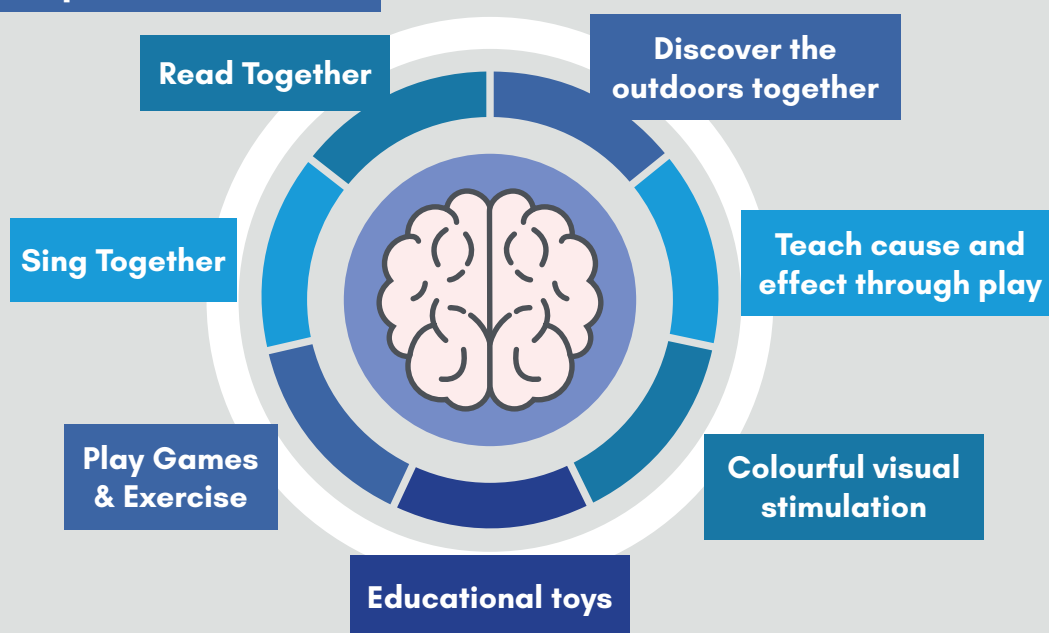 Read Together
Discover the
outdoors together
Sing Together
Teach cause and
effect through play
Play Games
& Exercise
Colourful visual
stimulation
Educational toys